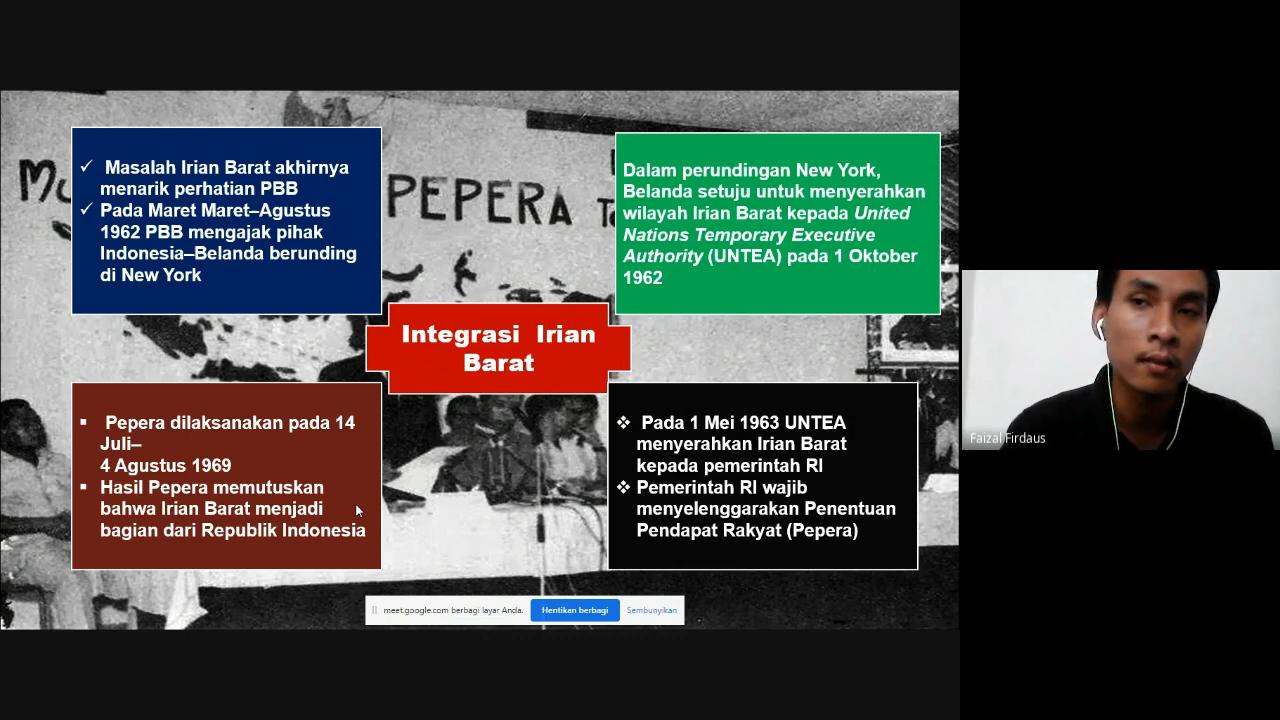 Mu
PEPERA
✓ Masalah Irian Barat akhirnya
menarik perhatian PBB
✓ Pada Maret Maret–Agustus
1962 PBB mengajak pihak
Indonesia–Belanda berunding
di New York
Dalam perundingan New York,
Belanda setuju untuk menyerahkan
wilayah Irian Barat kepada United
Nations Temporary Executive
Authority (UNTEA) pada 1 Oktober
1962
Integrasi Irian
Barat
▪ Pepera dilaksanakan pada 14
Juli–
4 Agustus 1969
▪ Hasil Pepera memutuskan
bahwa Irian Barat menjadi
bagian dari Republik Indonesia
❖ Pada 1 Mei 1963 UNTEA
menyerahkan Irian Barat
kepada pemerintah RI
❖ Pemerintah RI wajib
menyelenggarakan Penentuan
Pendapat Rakyat (Pepera)
Faizal Firdaus
meet.google.com berbagi layar Anda. Hentikan berbagi Sembunyikan